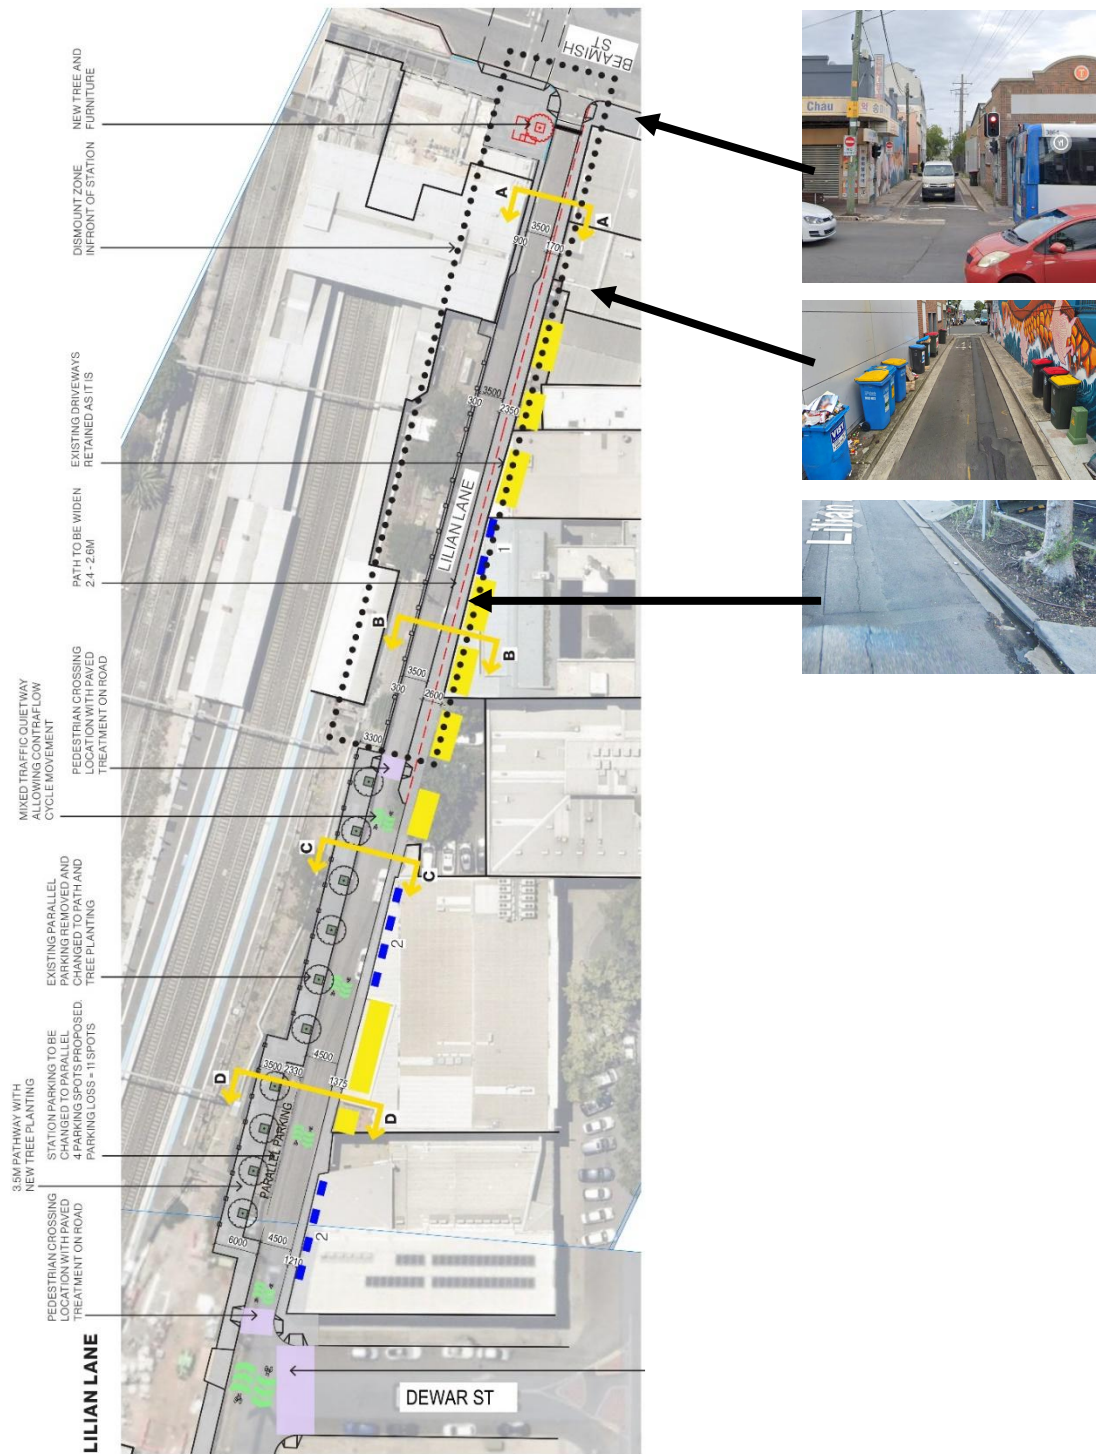 LILIAN LANE
PEDESTRIAN CROSSING
LOCATION WITH PAVED
TREATMENT ON ROAD
3.5M PATHWAY WITH
NEW TREE PLANTING
STATION PARKING TO BE
CHANGED TO PARALLEL
4 PARKING SPOTS PROPOSED.
PARKING LOSS = 11 SPOTS
EXISTING PARALLEL
PARKING REMOVED AND
CHANGED TO PATH AND
TREE PLANTING
MIXED TRAFFIC QUIETWAY
ALLOWING CONTRAFLOW
CYCLE MOVEMENT
PEDESTRIAN CROSSING
LOCATION WITH PAVED
TREATMENT ON ROAD
PATH TO BE WIDEN
2.4 - 2.6M
EXISTING DRIVEWAYS
RETAINED AS IT IS
DISMOUNT ZONE
INFRONT OF STATION
NEW TREE AND
FURNITURE
BEAMISH
ST
A
A
3500
900
1700
3500
300
2350
LILIAN LANE
1
B
B
3500
300
2600
3300
C
C
2
D
D
3500
2330
4500
1375
PARALLEL PARKING
6000
4500
1210
2
DEWAR ST
Chau
T
Lilian